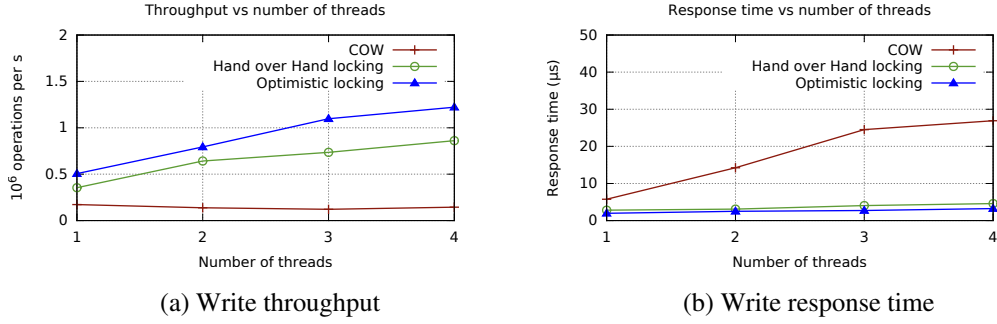 Throughput vs number of threads
2
1.5
1
0.5
0
10⁶ operations per s
COW
Hand over Hand locking
Optimistic locking
1 2 3 4
Number of threads
(a) Write throughput
Response time vs number of threads
50
40
30
20
10
0
Response time (µs)
COW
Hand over Hand locking
Optimistic locking
1 2 3 4
Number of threads
(b) Write response time